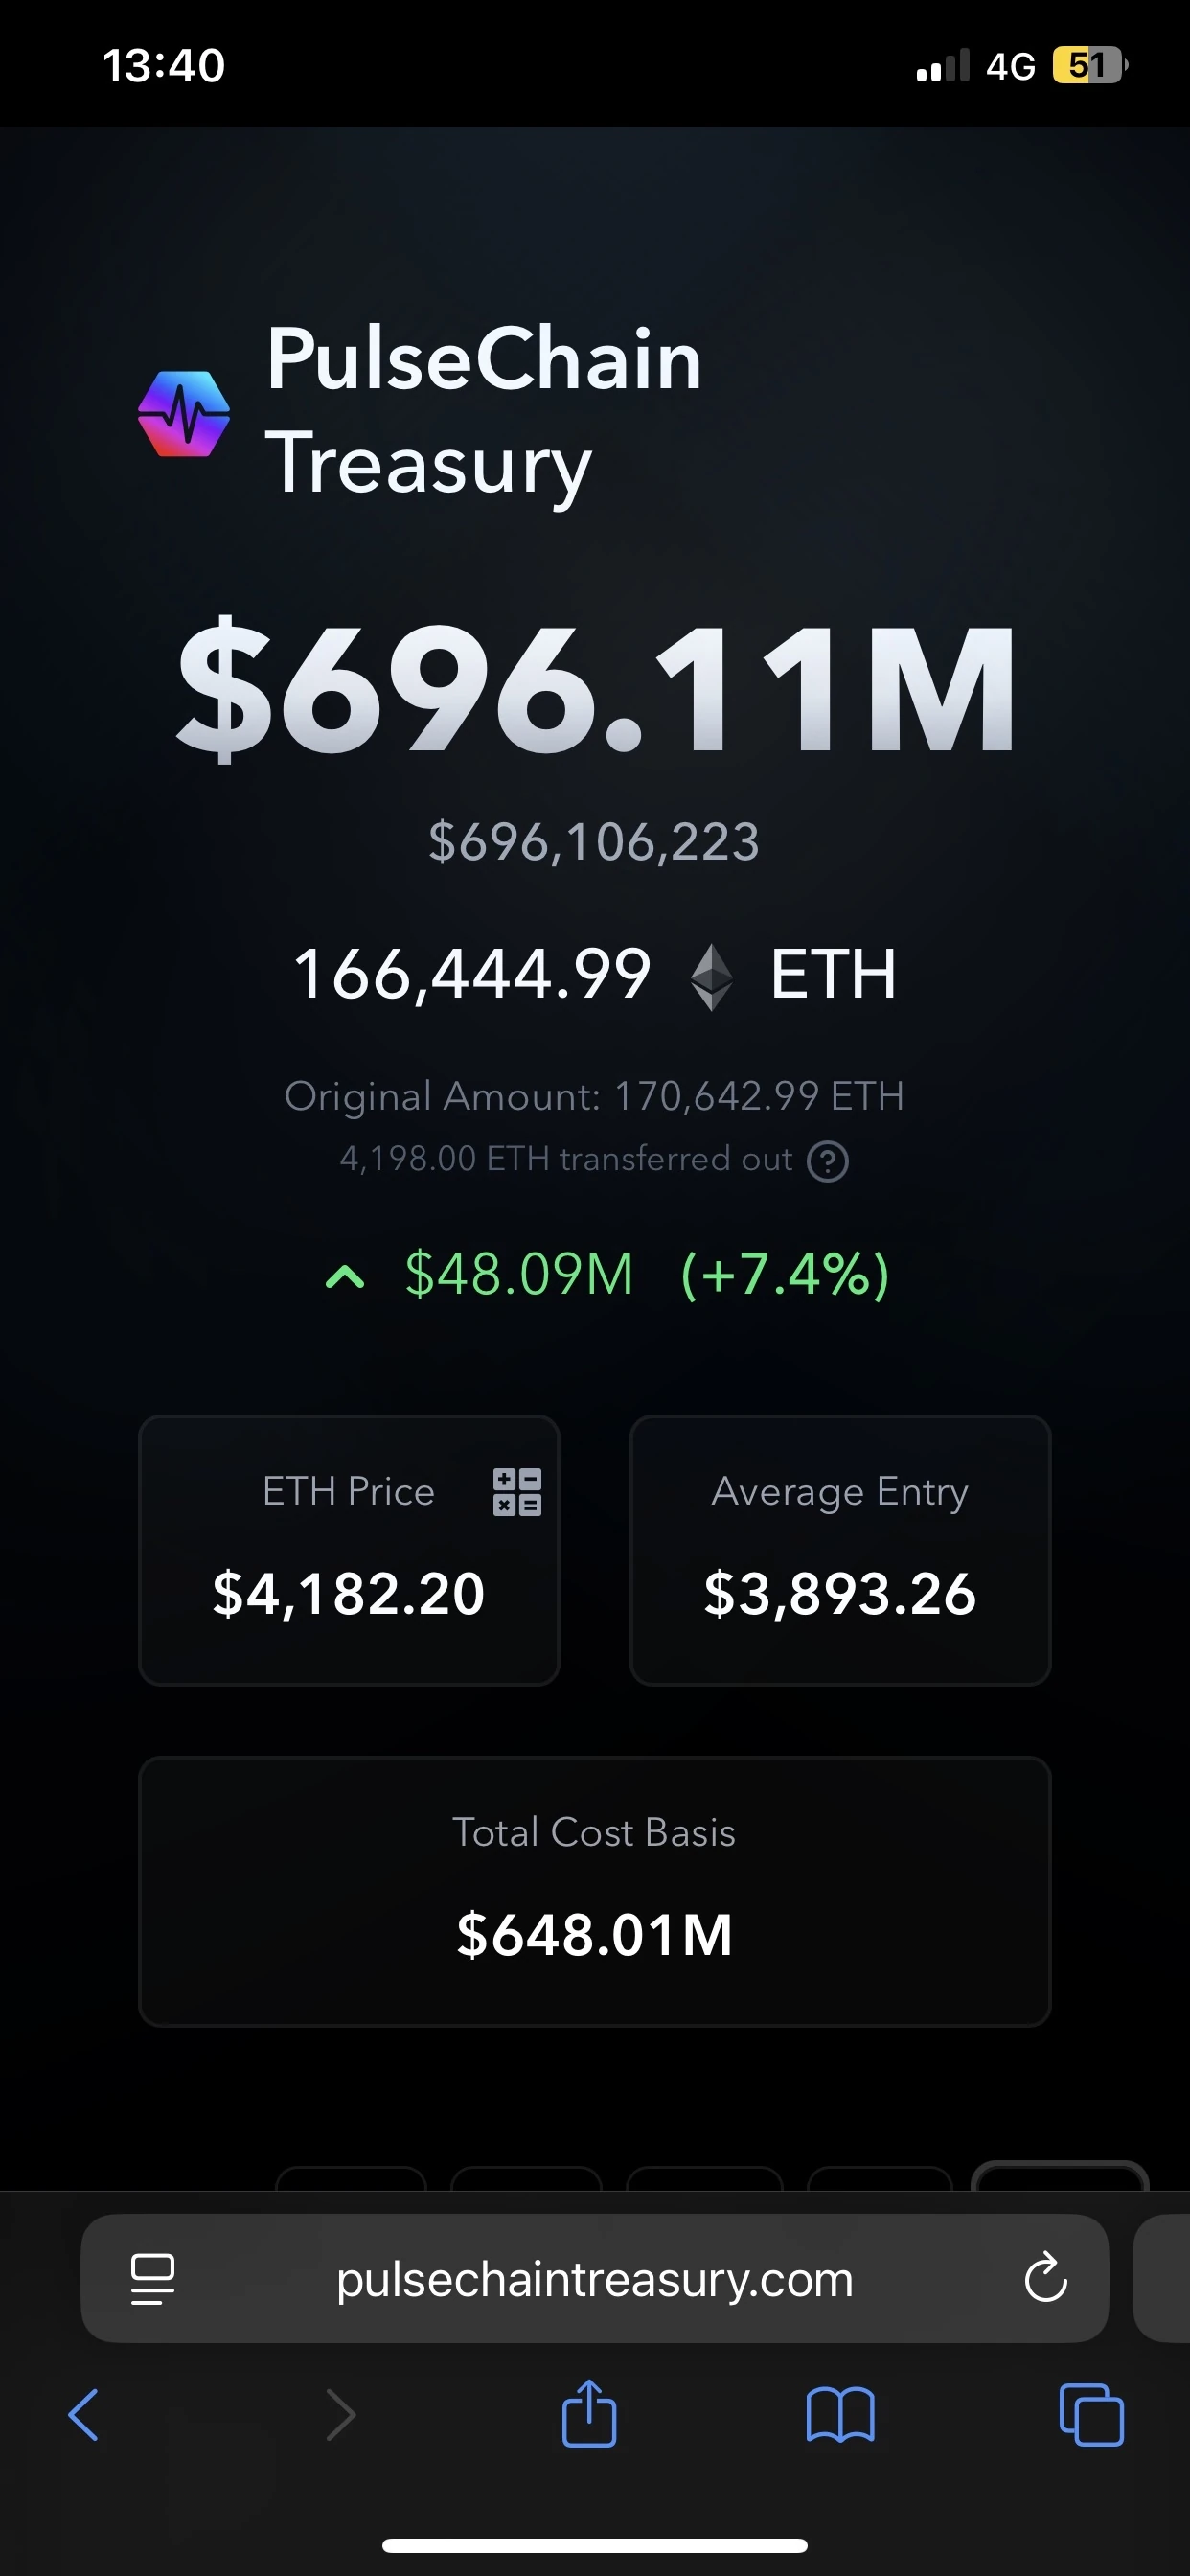 13:40
4G
51
PulseChain
Treasury
$696.11M
$696,106,223
166,444.99 ETH
Original Amount: 170,642.99 ETH
4,198.00 ETH transferred out ?
$48.09M (+7.4%)
ETH Price
$4,182.20
Average Entry
$3,893.26
Total Cost Basis
$648.01M
pulsechaintreasury.com